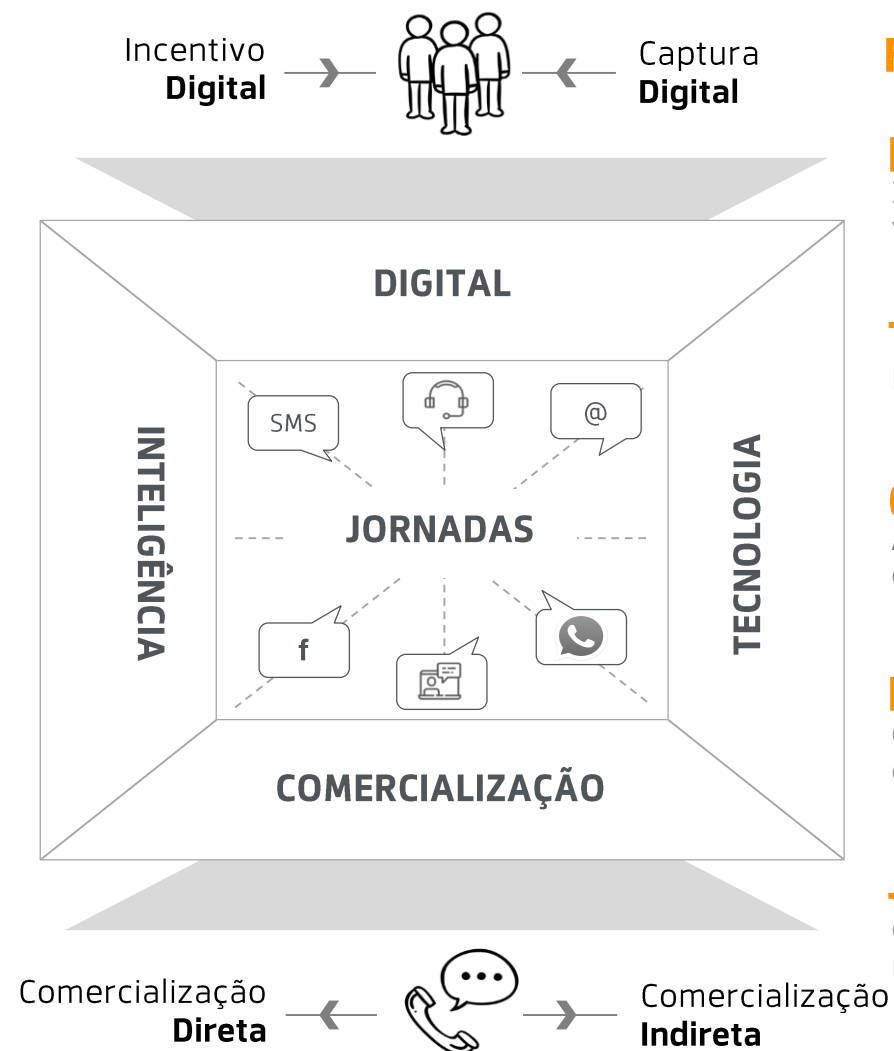 Incentivo
Digital
Captura
Digital
DIGITAL
SMS
@
INTELIGÊNCIA
JORNADAS
TECNOLOGIA
f
COMERCIALIZAÇÃO
Comercialização
Direta
Comercialização
Indireta